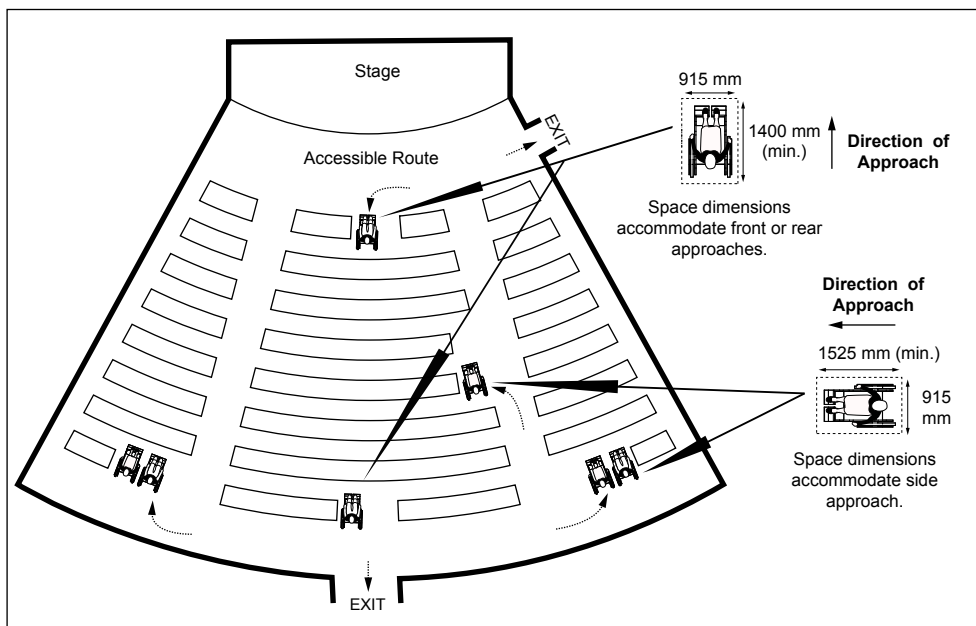 Stage
EXIT
Accessible Route
915 mm
1400 mm
(min.)
Direction of
Approach
Space dimensions
accommodate front or rear
approaches.
Direction of
Approach
1525 mm (min.)
915
mm
Space dimensions
accommodate side
approach.
EXIT